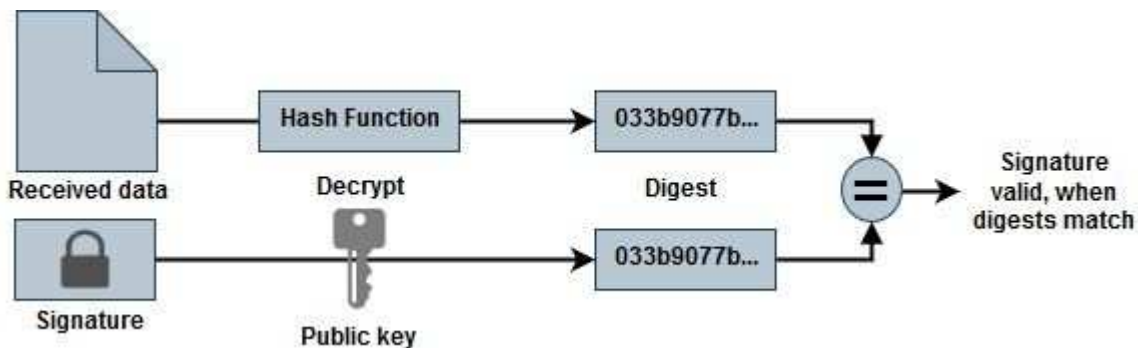 Hash Function
033b9077b...
Received data
Decrypt
Digest
Signature
valid, when
digests match
=
033b9077b...
Signature
Public key